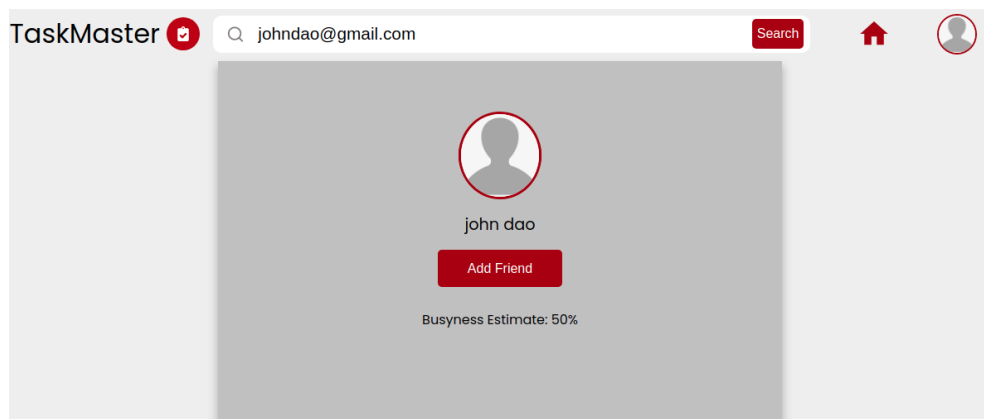 TaskMaster
johndao@gmail.com
Search
john dao
Add Friend
Busyness Estimate: 50%